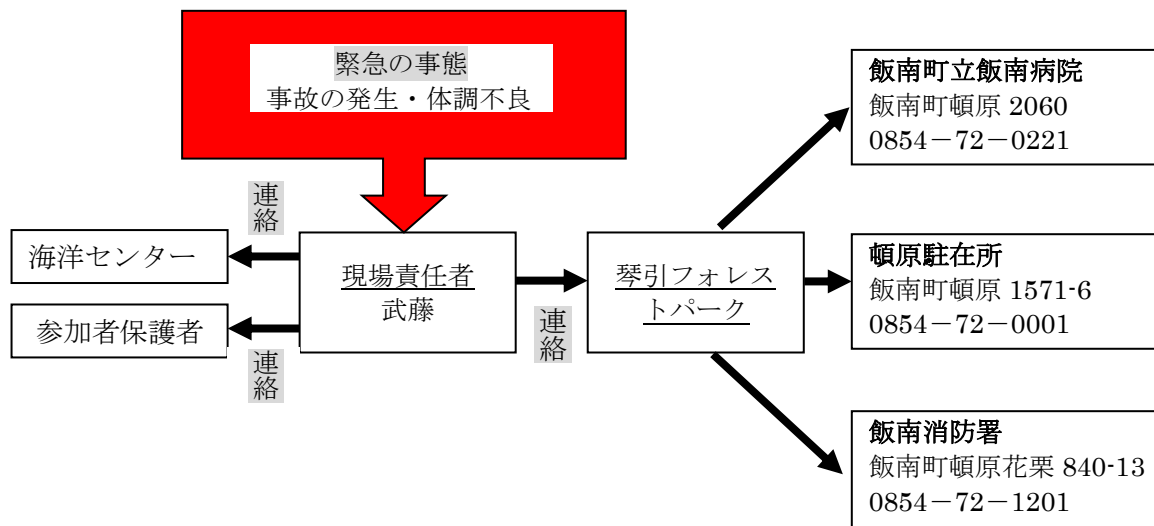 緊急の事態
事故の発生・体調不良
連絡
海洋センター
参加者保護者
連絡
現場責任者
武藤
連絡
琴引フォレス
トパーク
飯南町立飯南病院
飯南町頓原 2060
0854－72－0221
頓原駐在所
飯南町頓原 1571-6
0854－72－0001
飯南消防署
飯南町頓原花栗 840-13
0854－72－1201